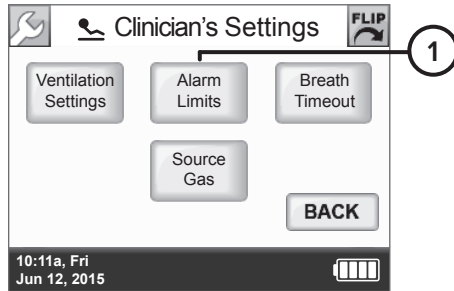 Clinician's Settings
FLIP
1
Ventilation
Settings
Alarm
Limits
Breath
Timeout
Source
Gas
BACK
10:11a, Fri
Jun 12, 2015